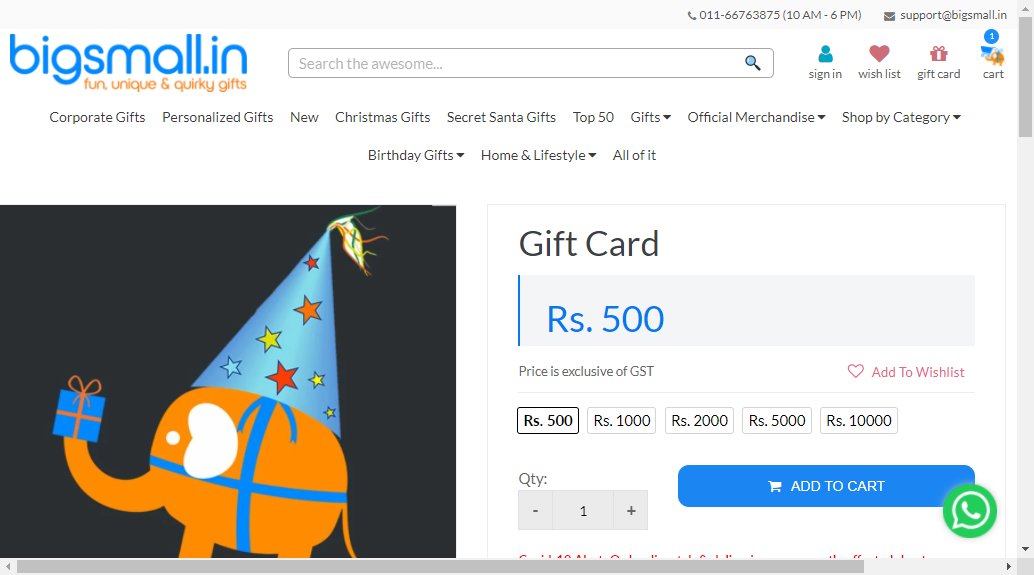 011-66763875 (10 AM - 6 PM) support@bigsmall.in
bigsmall.in
fun, unique & quirky gifts
Search the awesome...
1
sign in wish list gift card cart
Corporate Gifts Personalized Gifts New Christmas Gifts Secret Santa Gifts Top 50 Gifts Official Merchandise Shop by Category
Birthday Gifts Home & Lifestyle All of it
Gift Card
Rs. 500
Price is exclusive of GST
Add To Wishlist
Rs. 500 Rs. 1000 Rs. 2000 Rs. 5000 Rs. 10000
Qty:
- 1 +
ADD TO CART